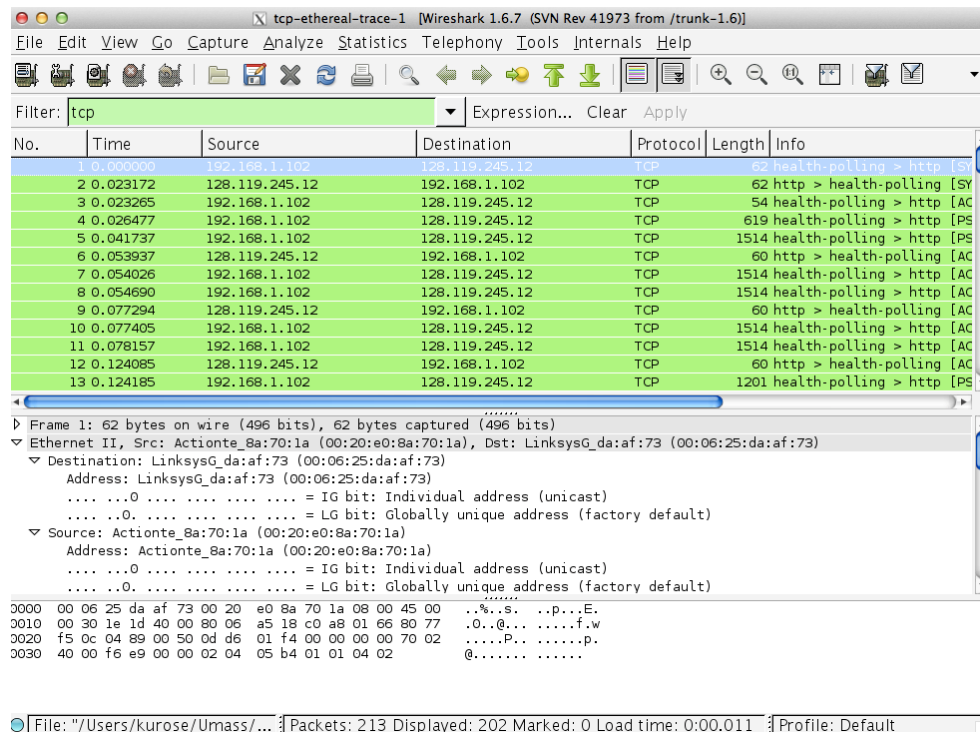 tcp-ethereal-trace-1 [Wireshark 1.6.7 (SVN Rev 41973 from /trunk-1.6)]
File Edit View Go Capture Analyze Statistics Telephony Tools Internals Help
Filter: tcp Expression... Clear Apply
No. Time Source Destination Protocol Length Info
1 0.000000 192.168.1.102 128.119.245.12 TCP 62 health-polling > http [SY
2 0.023172 128.119.245.12 192.168.1.102 TCP 62 http > health-polling [SY
3 0.023265 192.168.1.102 128.119.245.12 TCP 54 health-polling > http [AC
4 0.026477 192.168.1.102 128.119.245.12 TCP 619 health-polling > http [PS
5 0.041737 192.168.1.102 128.119.245.12 TCP 1514 health-polling > http [PS
6 0.053937 128.119.245.12 192.168.1.102 TCP 60 http > health-polling [AC
7 0.054026 192.168.1.102 128.119.245.12 TCP 1514 health-polling > http [AC
8 0.054690 192.168.1.102 128.119.245.12 TCP 1514 health-polling > http [AC
9 0.077294 128.119.245.12 192.168.1.102 TCP 60 http > health-polling [AC
10 0.077405 192.168.1.102 128.119.245.12 TCP 1514 health-polling > http [AC
11 0.078157 192.168.1.102 128.119.245.12 TCP 1514 health-polling > http [AC
12 0.124085 128.119.245.12 192.168.1.102 TCP 60 http > health-polling [AC
13 0.124185 192.168.1.102 128.119.245.12 TCP 1201 health-polling > http [PS
Frame 1: 62 bytes on wire (496 bits), 62 bytes captured (496 bits)
Ethernet II, Src: Actionte_8a:70:1a (00:20:e0:8a:70:1a), Dst: LinksysG_da:af:73 (00:06:25:da:af:73)
Destination: LinksysG_da:af:73 (00:06:25:da:af:73)
Address: LinksysG_da:af:73 (00:06:25:da:af:73)
.... ...0 .... .... .... .... = IG bit: Individual address (unicast)
.... ..0. .... .... .... .... = LG bit: Globally unique address (factory default)
Source: Actionte_8a:70:1a (00:20:e0:8a:70:1a)
Address: Actionte_8a:70:1a (00:20:e0:8a:70:1a)
.... ...0 .... .... .... .... = IG bit: Individual address (unicast)
.... ..0. .... .... .... .... = LG bit: Globally unique address (factory default)
0000 00 06 25 da af 73 00 20 e0 8a 70 1a 08 00 45 00 ..%..s. ..p...E.
0010 00 30 1e 1d 40 00 80 06 a5 18 c0 a8 01 66 80 77 .0..@... .....f.w
0020 f5 0c 04 89 00 50 0d d6 01 f4 00 00 00 00 70 02 .....P.. ......p.
0030 40 00 f6 e9 00 00 02 04 05 b4 01 01 04 02 @....... ......
File: "/Users/kurose/Umass/... Packets: 213 Displayed: 202 Marked: 0 Load time: 0:00.011 Profile: Default